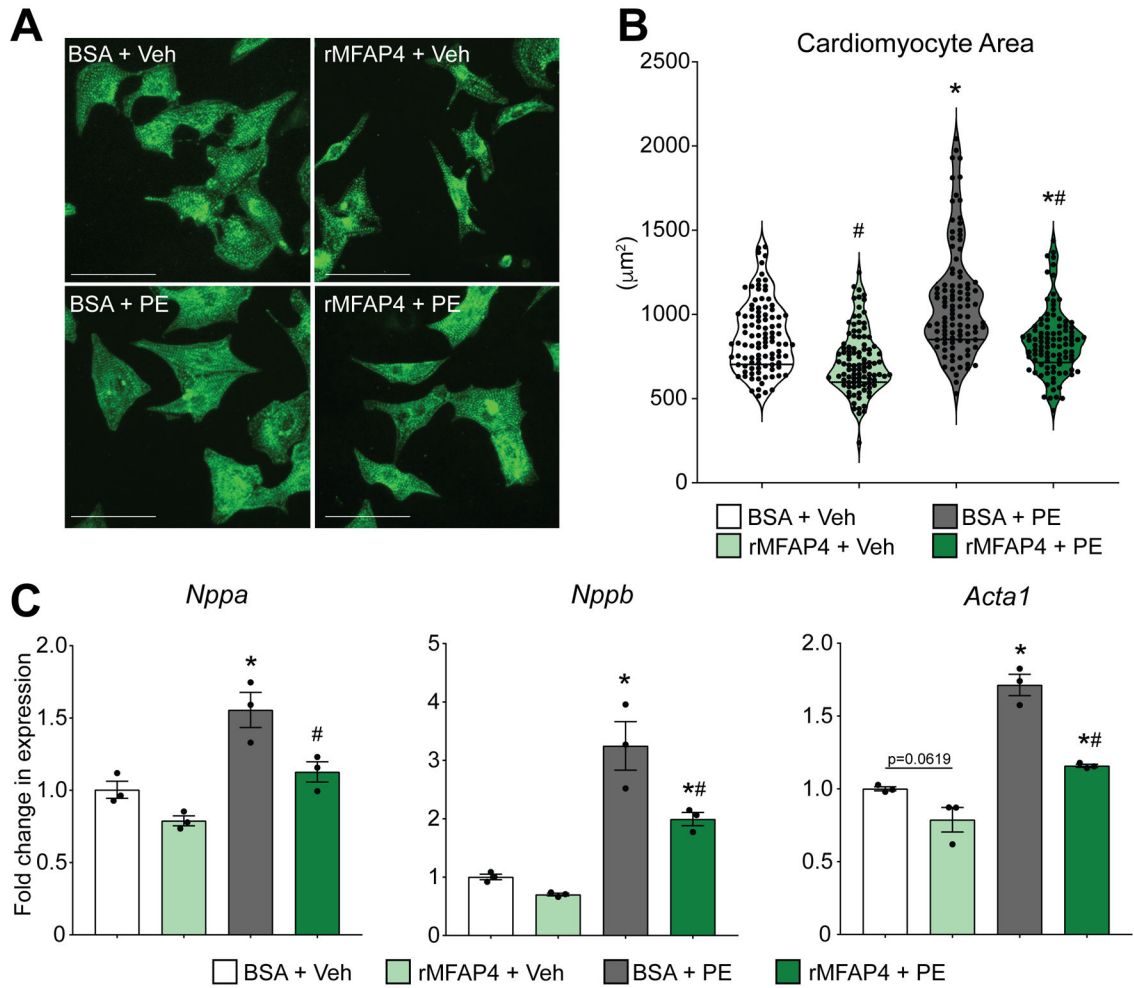 A
BSA + Veh
rMFAP4 + Veh
BSA + PE
rMFAP4 + PE
B
Cardiomyocyte Area
(μm²)
2500
2000
1500
1000
500
0
#
*
*#
BSA + Veh
BSA + PE
rMFAP4 + Veh
rMFAP4 + PE
C
Nppa
Fold change in expression
2.0
1.5
1.0
0.5
0
*
#
Nppb
5
4
3
2
1
0
*
*#
Acta1
2.0
1.5
1.0
0.5
0
p=0.0619
*
*#
BSA + Veh
rMFAP4 + Veh
BSA + PE
rMFAP4 + PE